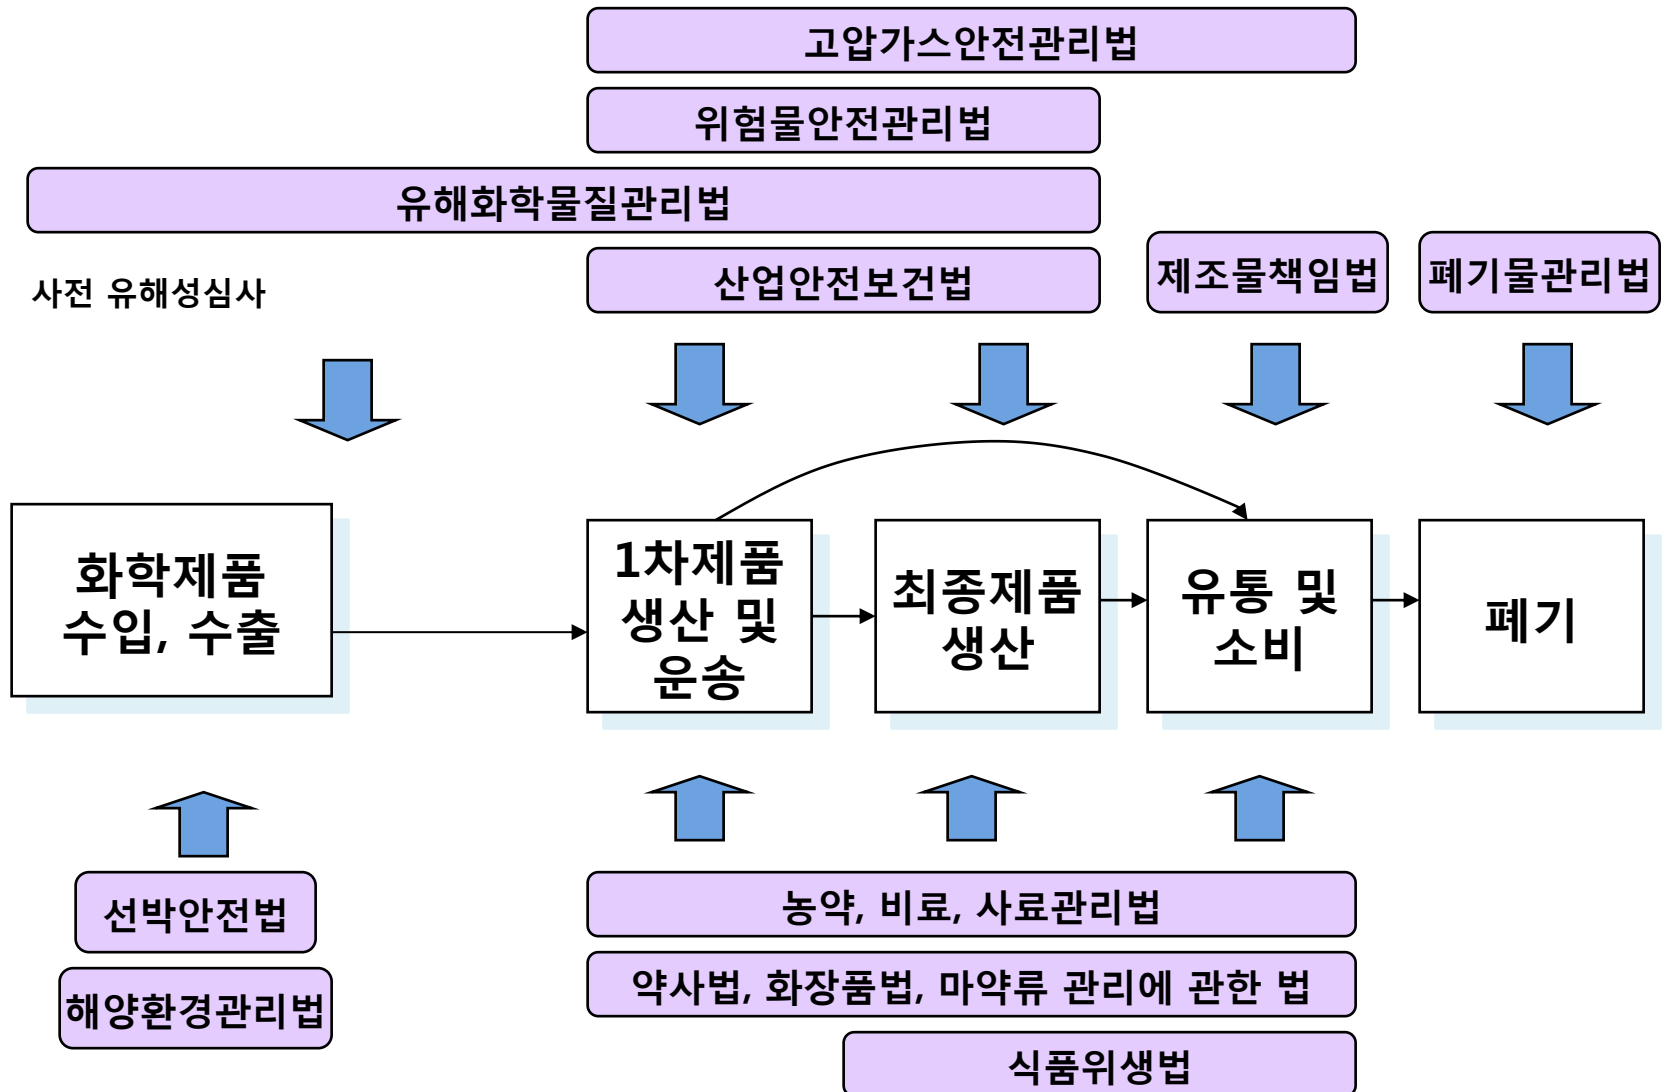 고압가스안전관리법
위험물안전관리법
유해화학물질관리법
산업안전보건법
제조물책임법
폐기물관리법
사전 유해성심사
화학제품
수입, 수출
1차제품
생산 및
운송
최종제품
생산
유통 및
소비
폐기
선박안전법
해양환경관리법
농약, 비료, 사료관리법
약사법, 화장품법, 마약류 관리에 관한 법
식품위생법